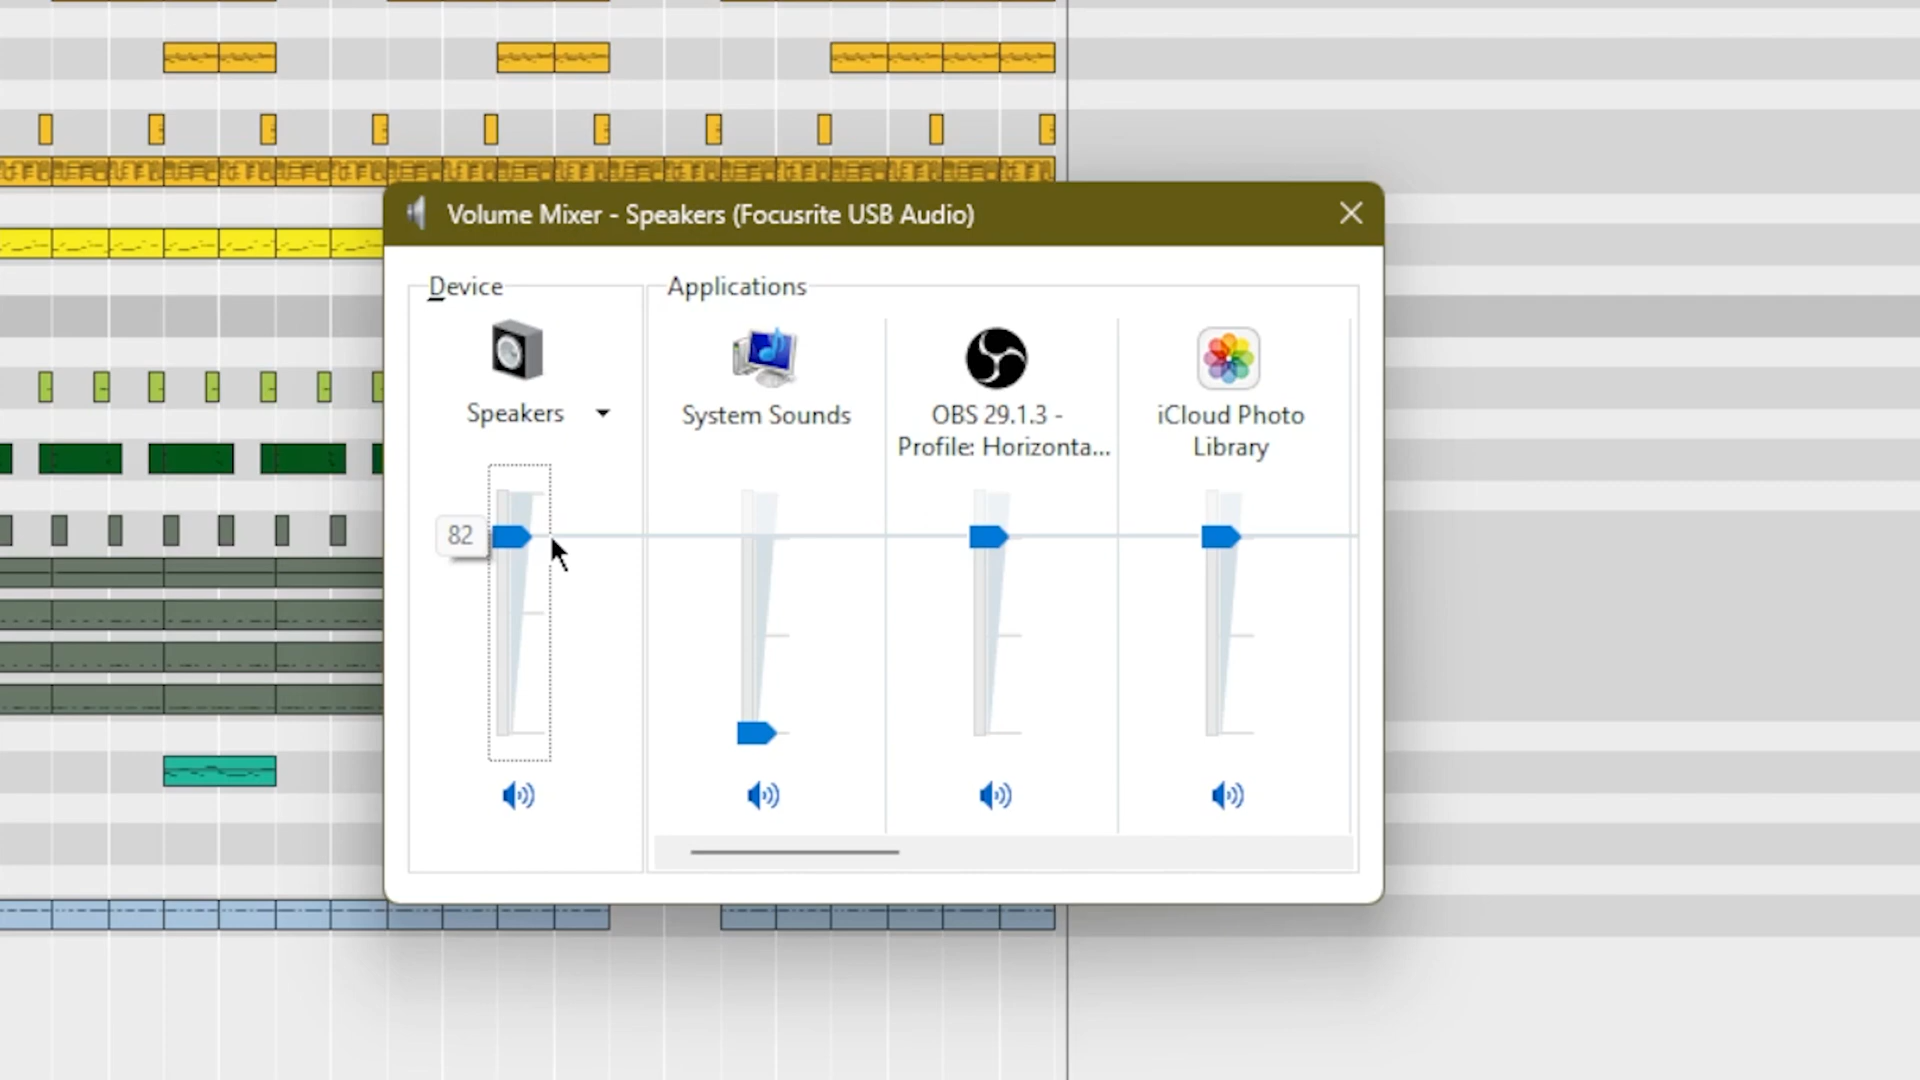 Volume Mixer - Speakers (Focusrite USB Audio)
Device
Applications
Speakers
System Sounds
OBS 29.1.3 -
Profile: Horizonta...
iCloud Photo
Library
82